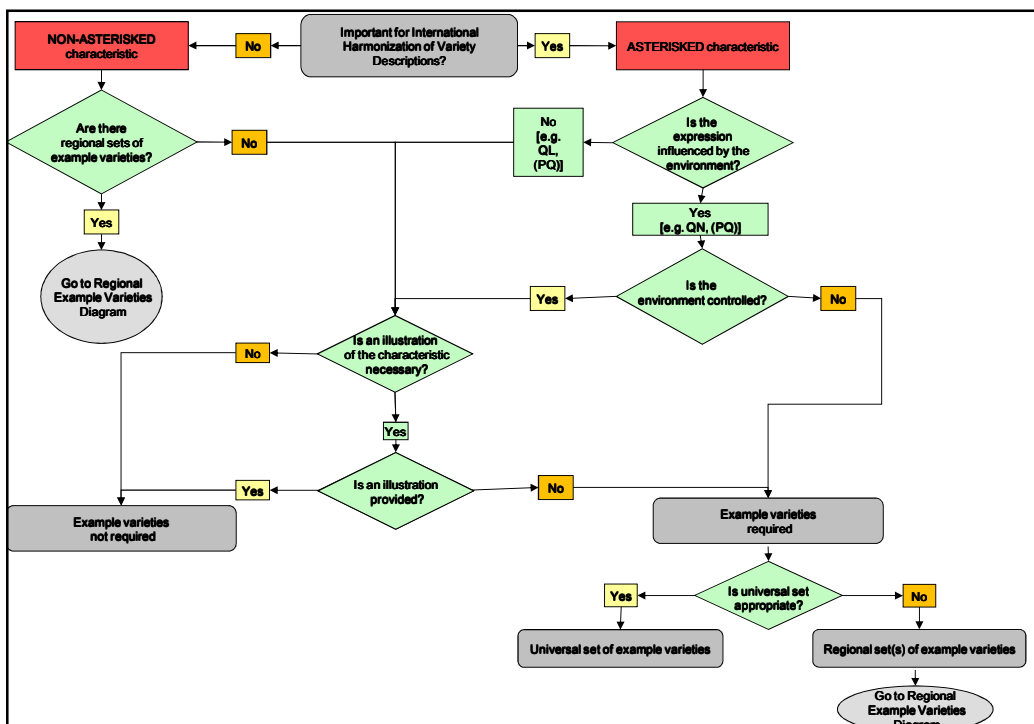 Important for International
Harmonization of Variety
Descriptions?
NON-ASTERISKED
characteristic
No
Yes
ASTERISKED characteristic
Are there
regional sets of
example varieties?
No
No
[e.g.
QL,
(PQ)]
Is the
expression
influenced by the
environment?
Yes
Yes
[e.g. QN, (PQ)]
Go to Regional
Example Varieties
Diagram
Is the
environment controlled?
Yes
No
Is an illustration
of the characteristic
necessary?
No
Yes
Is an illustration
provided?
Yes
No
Example varieties
not required
Example varieties
required
Is universal set
appropriate?
Yes
No
Universal set of example varieties
Regional set(s) of example varieties
Go to Regional
Example Varieties
Diagram